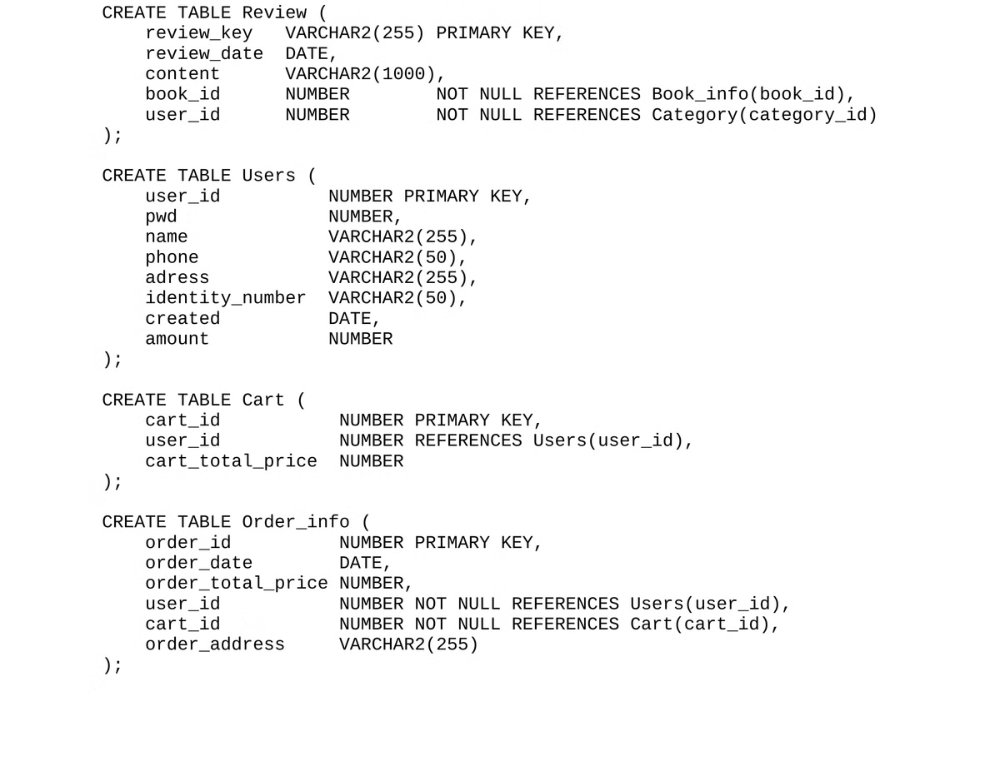 CREATE TABLE Review (
    review_key   VARCHAR2(255) PRIMARY KEY,
    review_date  DATE,
    content      VARCHAR2(1000),
    book_id      NUMBER        NOT NULL REFERENCES Book_info(book_id),
    user_id      NUMBER        NOT NULL REFERENCES Category(category_id)
);

CREATE TABLE Users (
    user_id          NUMBER PRIMARY KEY,
    pwd              NUMBER,
    name             VARCHAR2(255),
    phone            VARCHAR2(50),
    adress           VARCHAR2(255),
    identity_number  VARCHAR2(50),
    created          DATE,
    amount           NUMBER
);

CREATE TABLE Cart (
    cart_id           NUMBER PRIMARY KEY,
    user_id           NUMBER REFERENCES Users(user_id),
    cart_total_price  NUMBER
);

CREATE TABLE Order_info (
    order_id          NUMBER PRIMARY KEY,
    order_date        DATE,
    order_total_price NUMBER,
    user_id           NUMBER NOT NULL REFERENCES Users(user_id),
    cart_id           NUMBER NOT NULL REFERENCES Cart(cart_id),
    order_address     VARCHAR2(255)
);